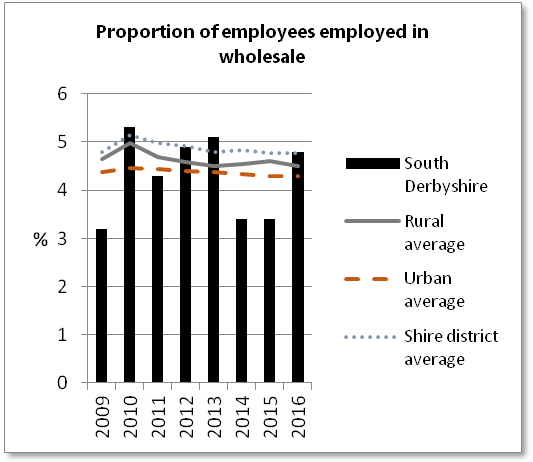 Proportion of employees employed in
wholesale
6
5
4
3
2
1
0
%
2009
2010
2011
2012
2013
2014
2015
2016
South
Derbyshire
Rural
average
Urban
average
Shire district
average